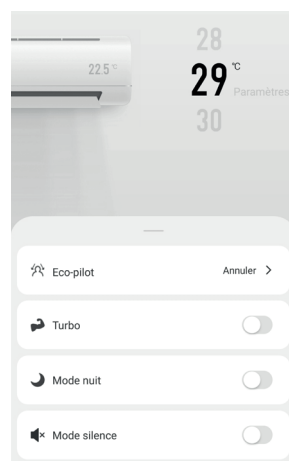 28
22.5 °C
29 °C
Paramètres
30
Eco-pilot
Annuler
Turbo
Mode nuit
Mode silence